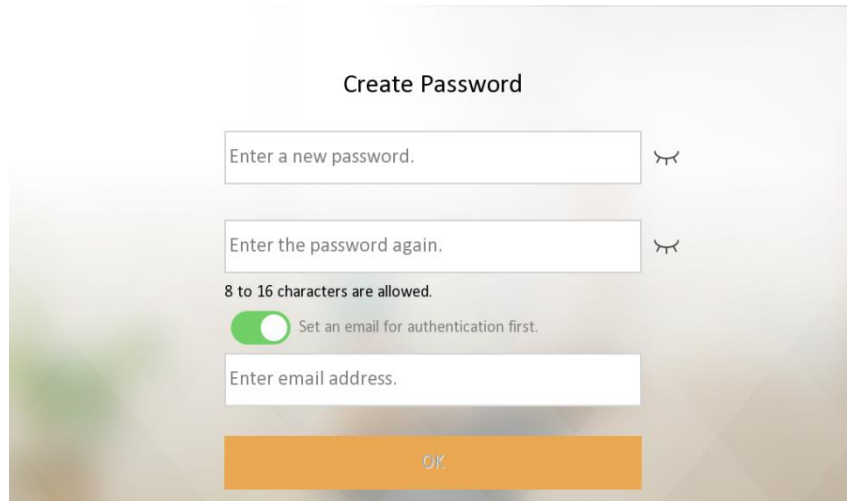 Create Password
Enter a new password.
Enter the password again.
8 to 16 characters are allowed.
Set an email for authentication first.
Enter email address.
OK